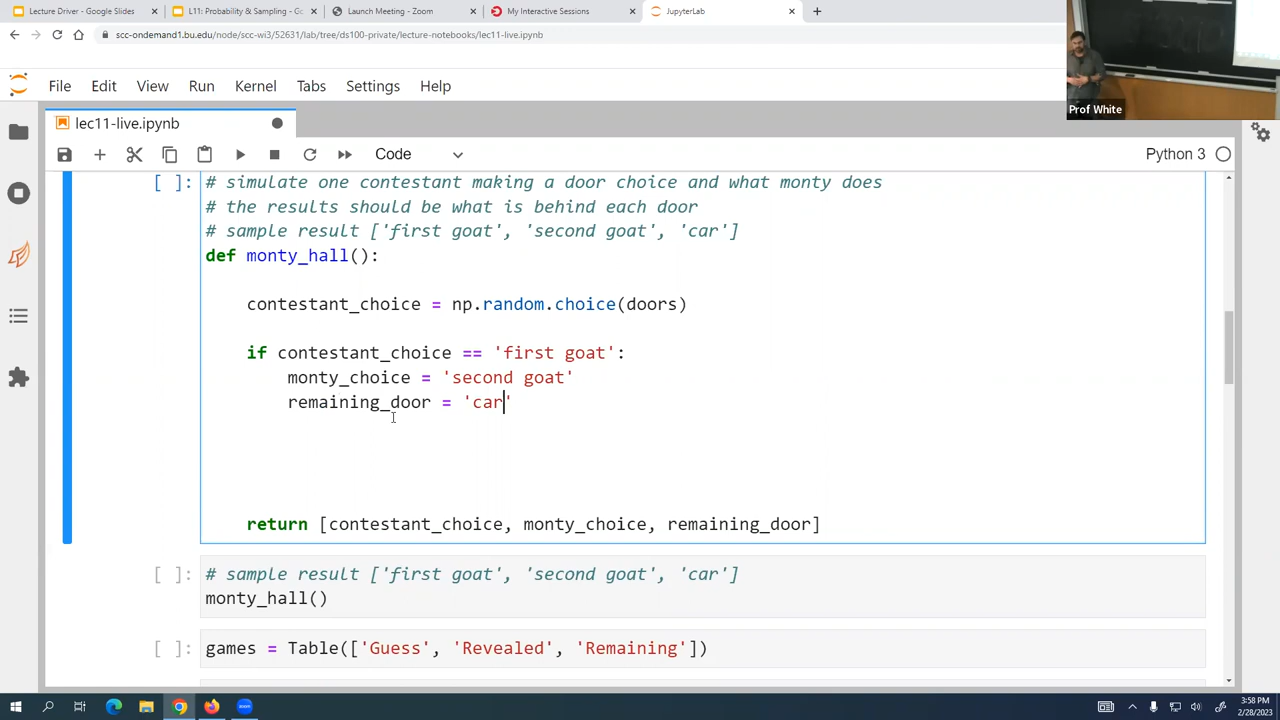 Lecture Driver - Google Slides
L11: Probability & Sampling - Go
Launch Meeting - Zoom
My Interactive Sessions
JupyterLab
scc-ondemand1.bu.edu/node/scc-wi3/52631/lab/tree/ds100-private/lecture-notebooks/lec11-live.ipynb
Prof White
File Edit View Run Kernel Tabs Settings Help
lec11-live.ipynb
Code
Python 3
[ ]: # simulate one contestant making a door choice and what monty does
# the results should be what is behind each door
# sample result ['first goat', 'second goat', 'car']
def monty_hall():
contestant_choice = np.random.choice(doors)
if contestant_choice == 'first goat':
monty_choice = 'second goat'
remaining_door = 'car'
return [contestant_choice, monty_choice, remaining_door]
[ ]: # sample result ['first goat', 'second goat', 'car']
monty_hall()
[ ]: games = Table(['Guess', 'Revealed', 'Remaining'])
3:58 PM
2/28/2023